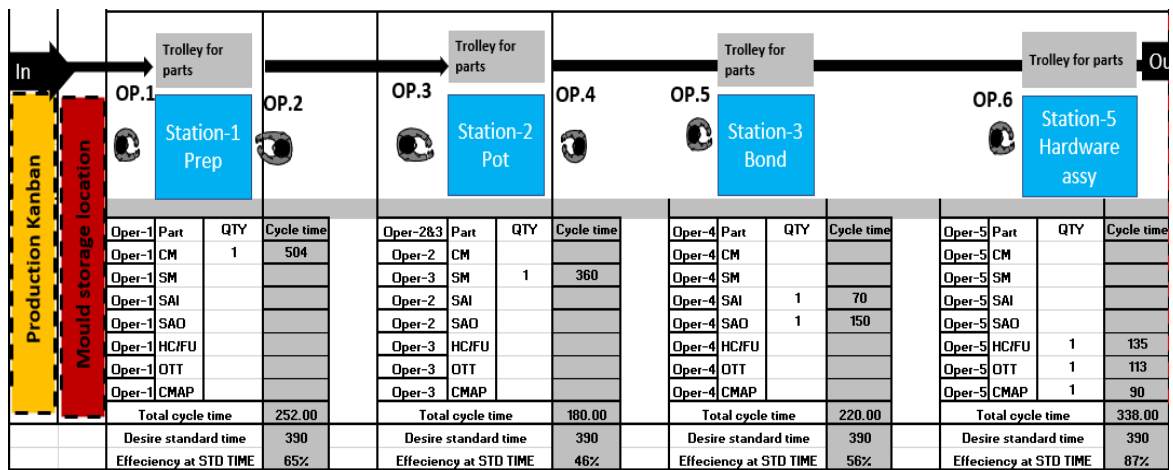 In
Production Kanban
Mould storage location
Trolley for
parts
OP.1
Station-1
Prep
OP.2
Trolley for
parts
OP.3
Station-2
Pot
OP.4
Trolley for
parts
OP.5
Station-3
Bond
Trolley for parts
OP.6
Station-5
Hardware
assy
Ou
Oper-1 Part QTY Cycle time
Oper-1 CM 1 504
Oper-1 SM
Oper-1 SAI
Oper-1 SAO
Oper-1 HC/FU
Oper-1 OTT
Oper-1 CMAP
Total cycle time 252.00
Desire standard time 390
Effeciency at STD TIME 65%
Oper-2&3 Part QTY Cycle time
Oper-2 CM
Oper-3 SM 1 360
Oper-2 SAI
Oper-2 SAO
Oper-3 HC/FU
Oper-3 OTT
Oper-3 CMAP
Total cycle time 180.00
Desire standard time 390
Effeciency at STD TIME 46%
Oper-4 Part QTY Cycle time
Oper-4 CM
Oper-4 SM
Oper-4 SAI 1 70
Oper-4 SAO 1 150
Oper-4 HC/FU
Oper-4 OTT
Oper-4 CMAP
Total cycle time 220.00
Desire standard time 390
Effeciency at STD TIME 56%
Oper-5 Part QTY Cycle time
Oper-5 CM
Oper-5 SM
Oper-5 SAI
Oper-5 SAO
Oper-5 HC/FU 1 135
Oper-5 OTT 1 113
Oper-5 CMAP 1 90
Total cycle time 338.00
Desire standard time 390
Effeciency at STD TIME 87%